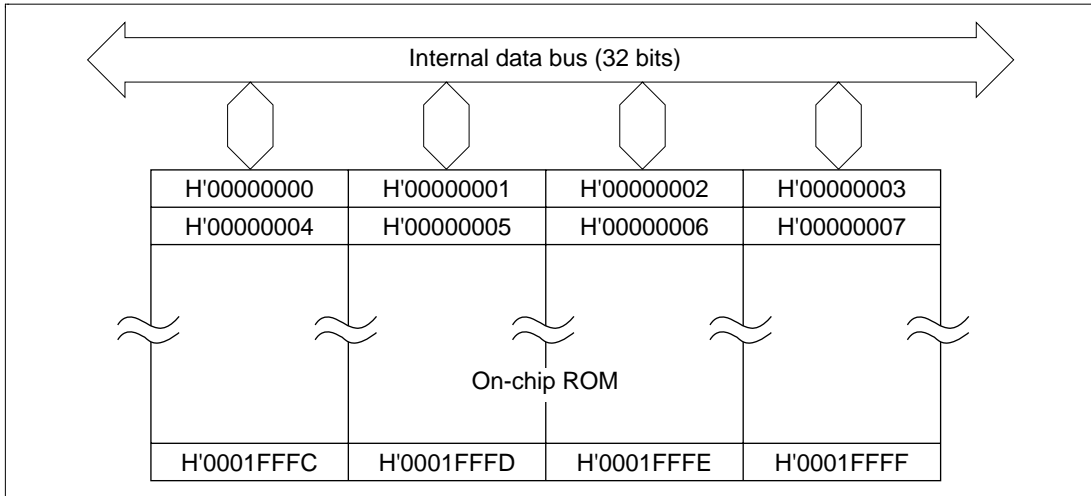 Internal data bus (32 bits)
H'00000000 H'00000001 H'00000002 H'00000003
H'00000004 H'00000005 H'00000006 H'00000007
On-chip ROM
H'0001FFFC H'0001FFFD H'0001FFFE H'0001FFFF